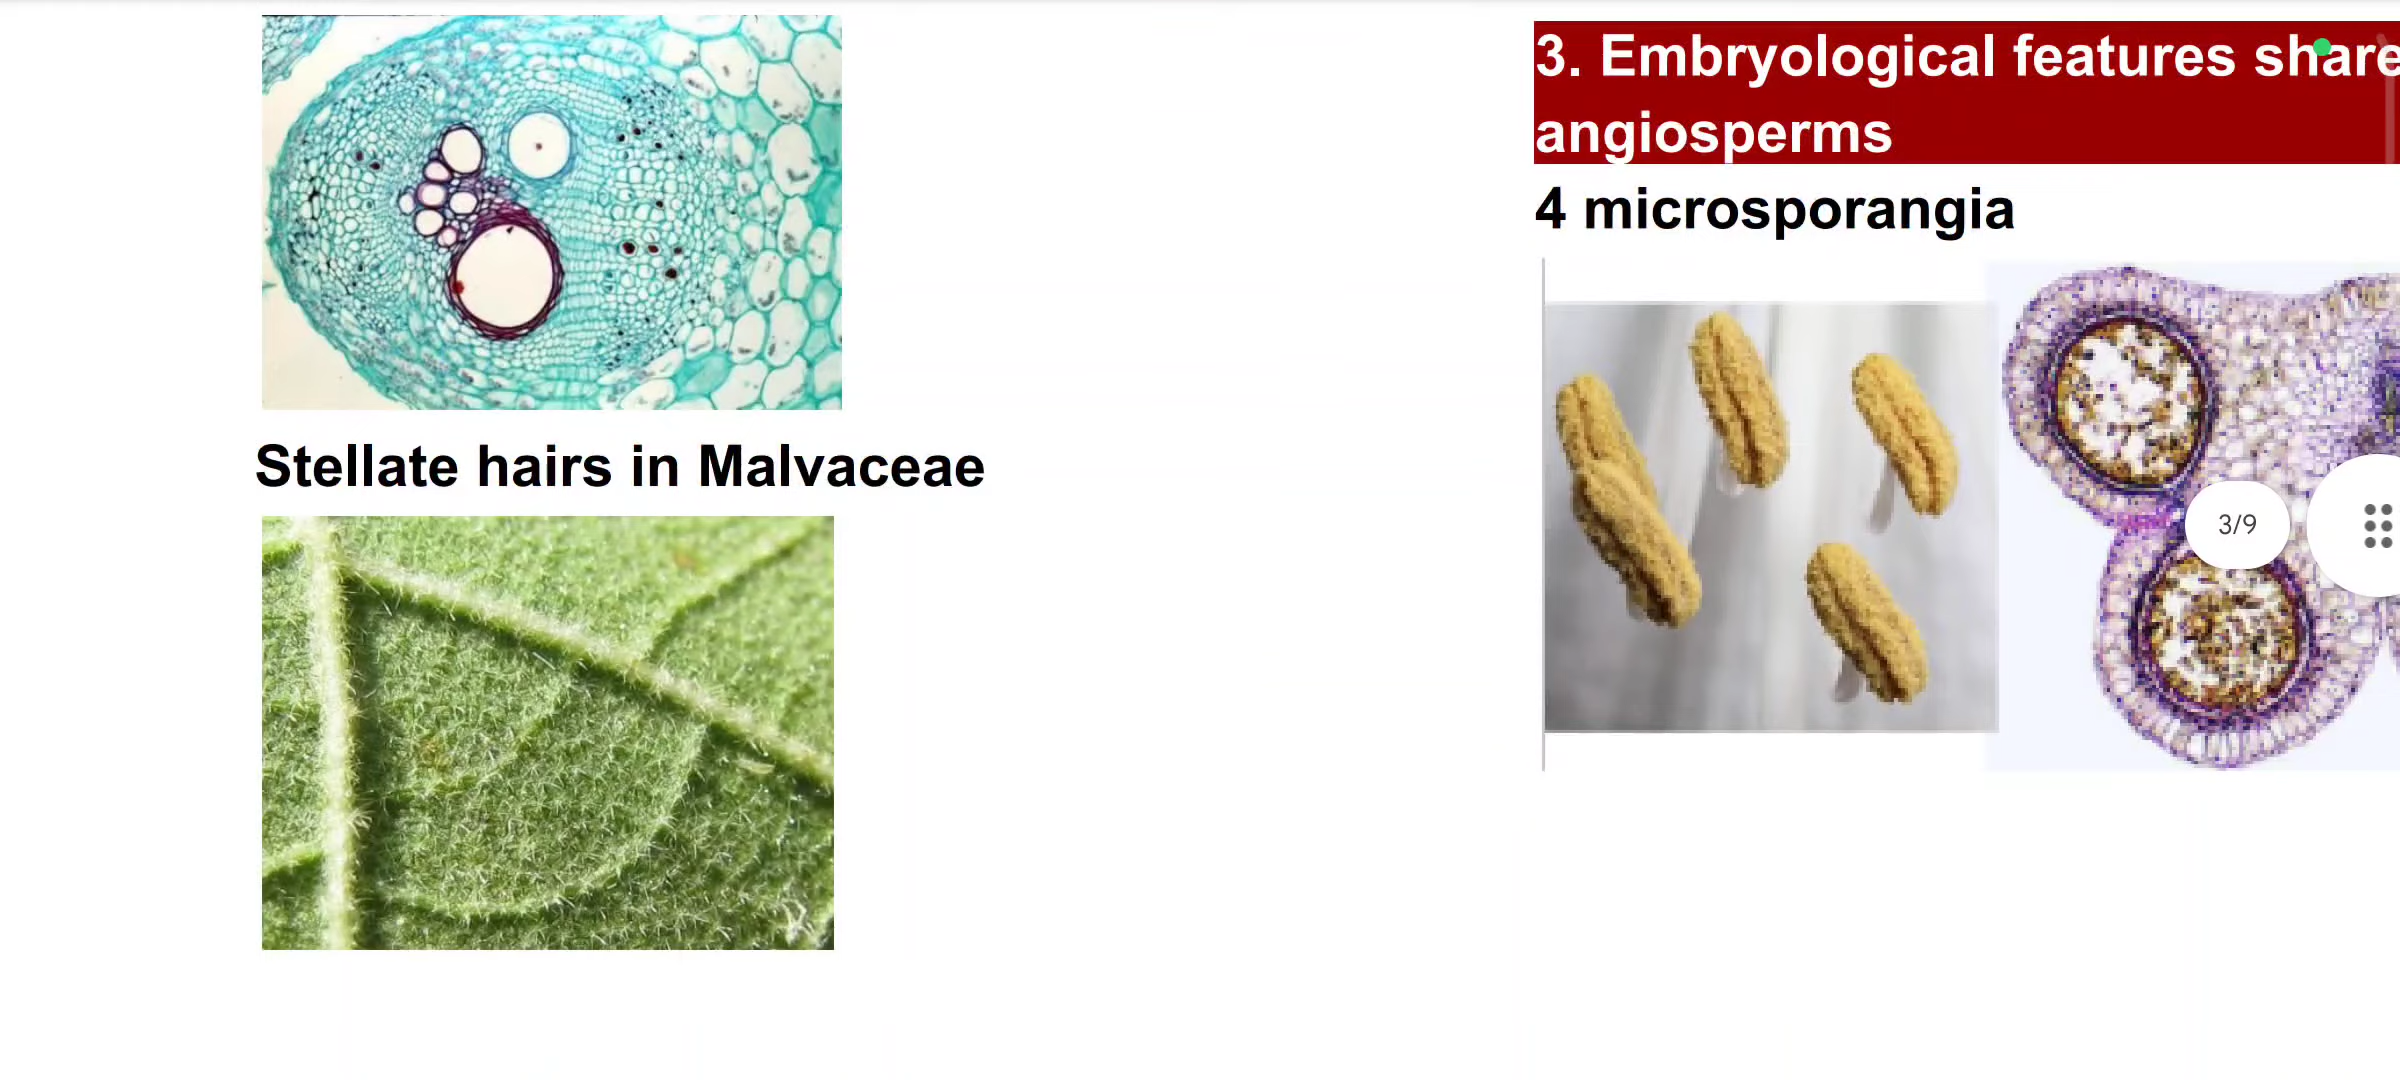 Stellate hairs in Malvaceae
3. Embryological features share
angiosperms
4 microsporangia
3/9